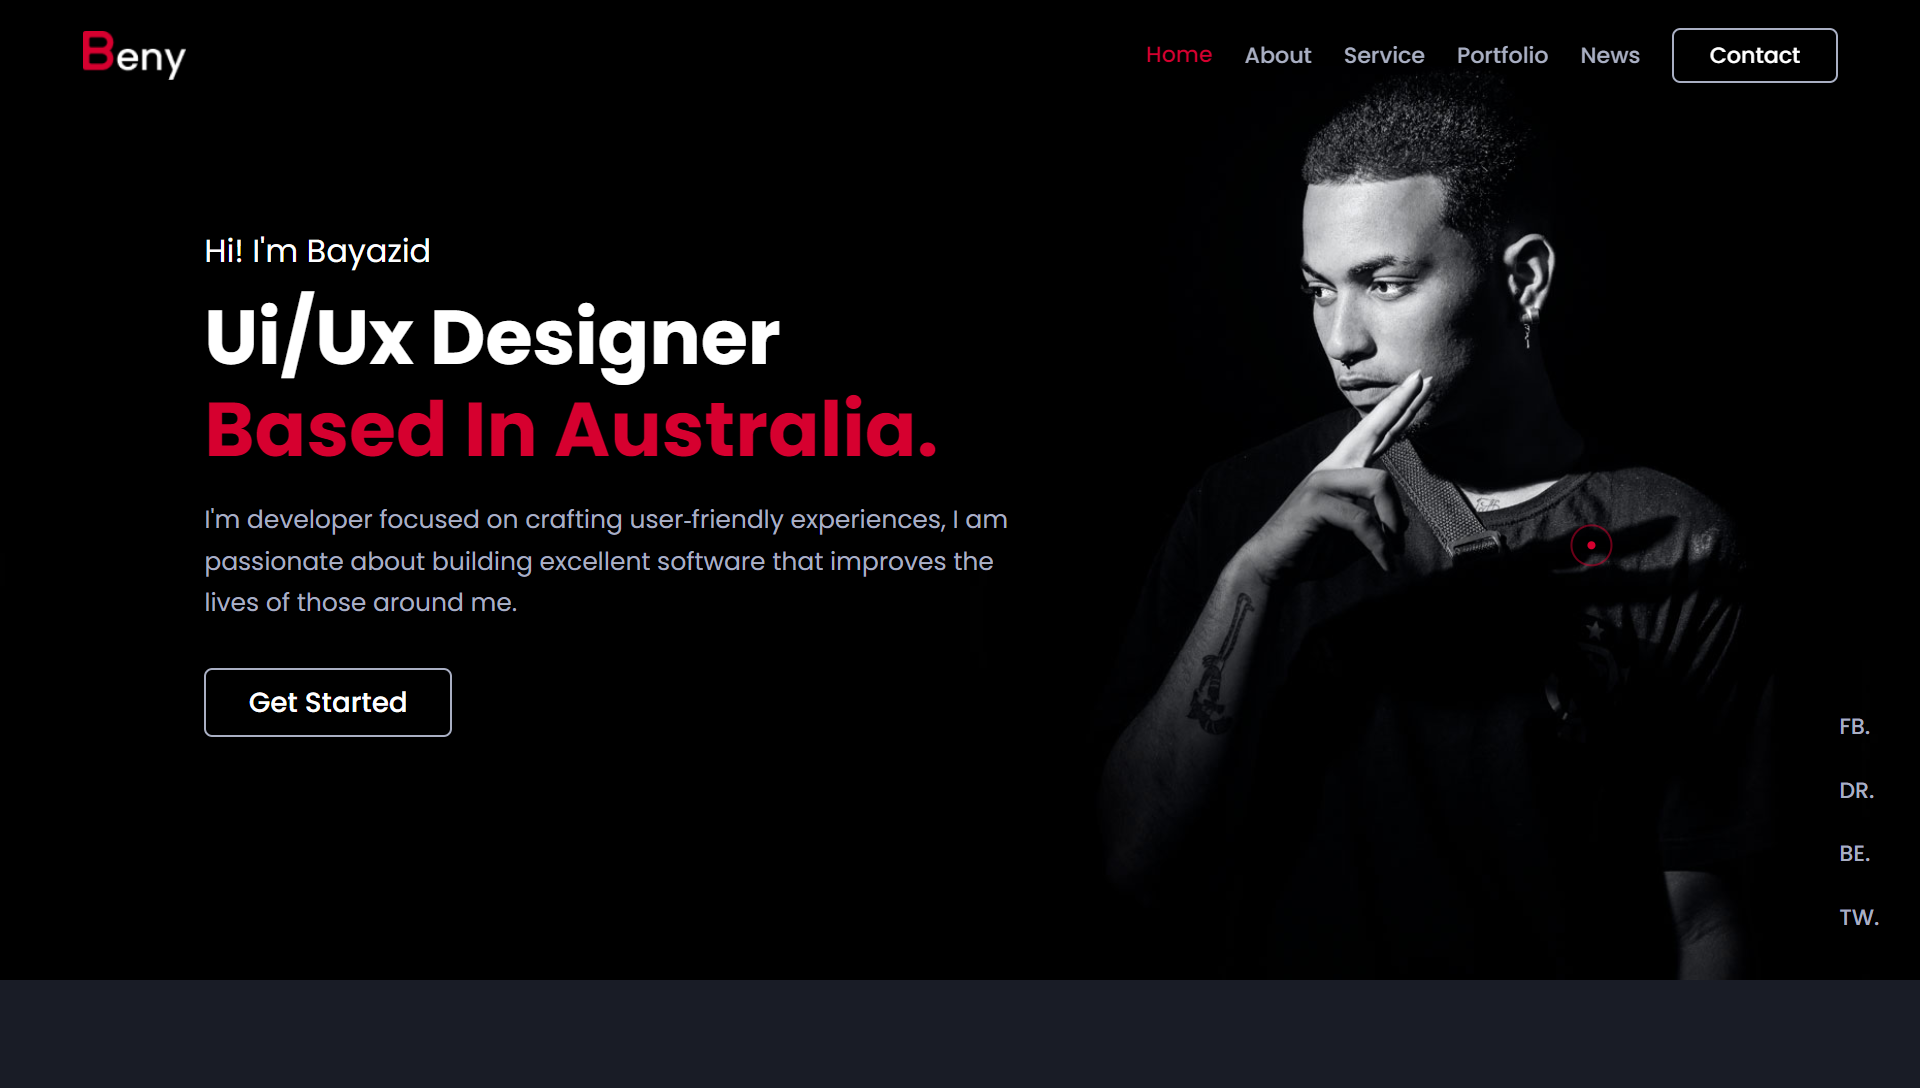 Beny
Home About Service Portfolio News Contact
Hi! I'm Bayazid
Ui/Ux Designer
Based In Australia.
I'm developer focused on crafting user-friendly experiences, I am
passionate about building excellent software that improves the
lives of those around me.
Get Started
FB.
DR.
BE.
TW.